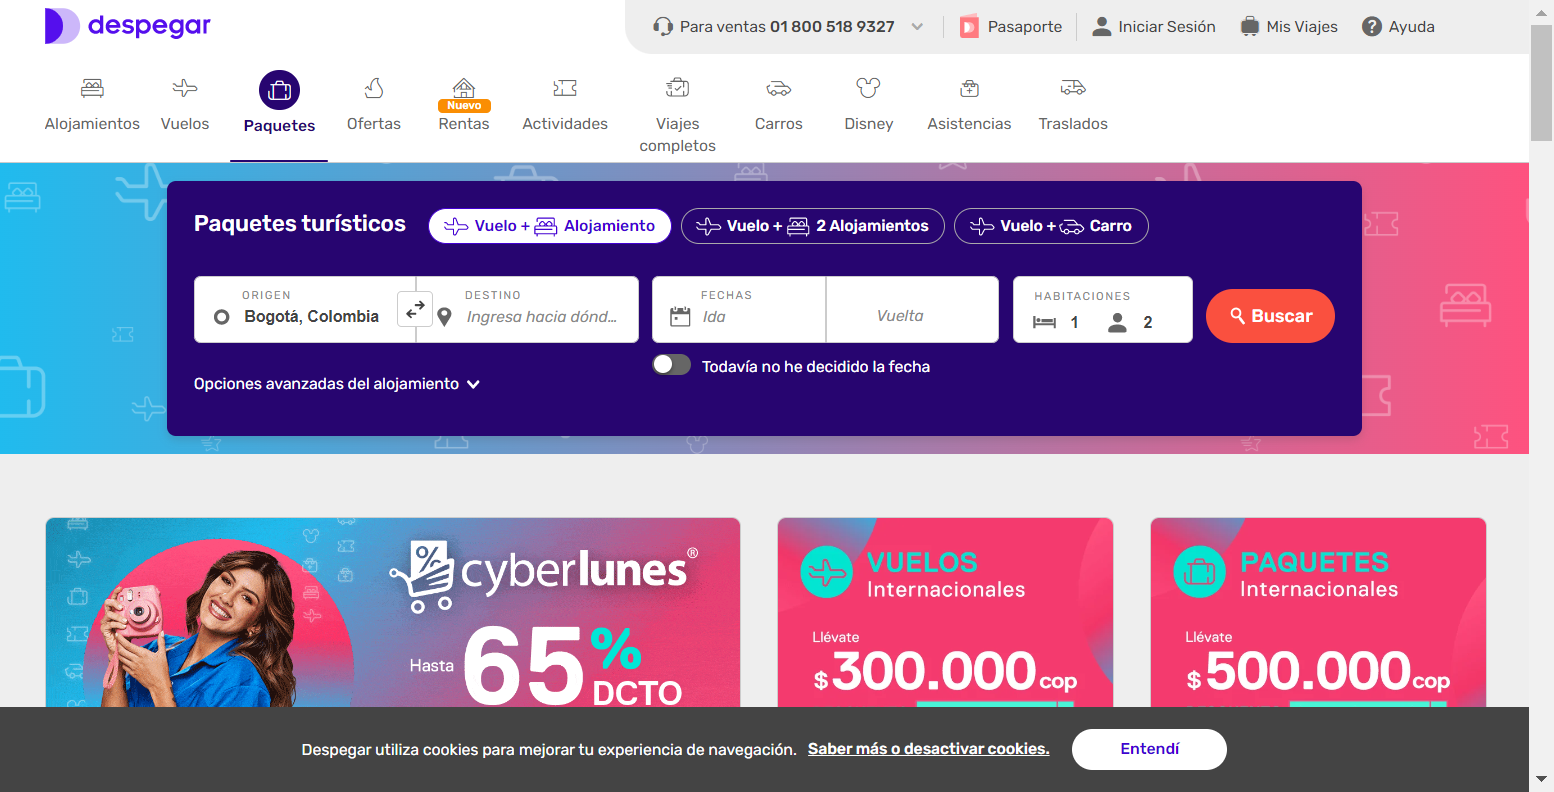 despegar
Para ventas 01 800 518 9327
Pasaporte
Iniciar Sesión
Mis Viajes
Ayuda
Alojamientos
Vuelos
Paquetes
Ofertas
Nuevo
Rentas
Actividades
Viajes
completos
Carros
Disney
Asistencias
Traslados
Paquetes turísticos
Vuelo + Alojamiento
Vuelo + 2 Alojamientos
Vuelo + Carro
ORIGEN
Bogotá, Colombia
DESTINO
Ingresa hacia dónd...
FECHAS
Ida
Vuelta
HABITACIONES
1
2
Buscar
Todavía no he decidido la fecha
Opciones avanzadas del alojamiento
cyberlunes®
Hasta 65% DCTO
VUELOS
Internacionales
Llévate
$300.000 cop
PAQUETES
Internacionales
Llévate
$500.000 cop
Despegar utiliza cookies para mejorar tu experiencia de navegación. Saber más o desactivar cookies.
Entendí